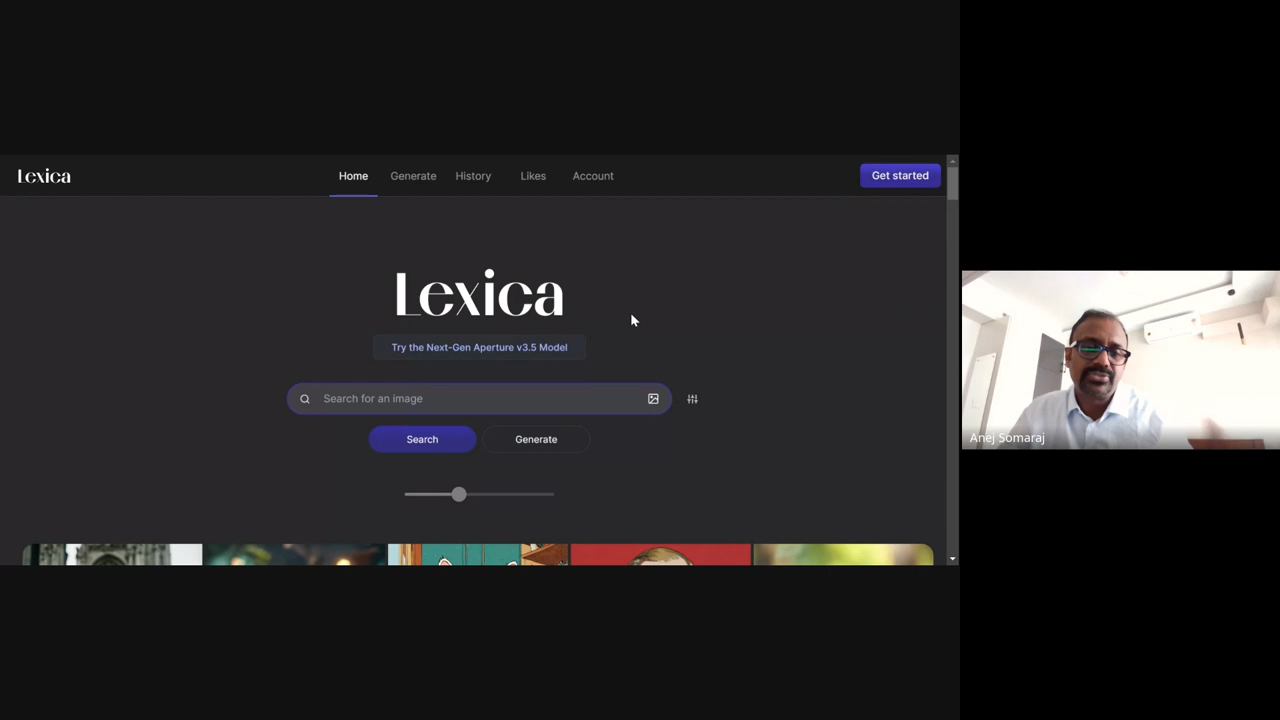 Lexica
Home Generate History Likes Account
Get started
Lexica
Try the Next-Gen Aperture v3.5 Model
Search for an image
Search Generate
Anej Somaraj